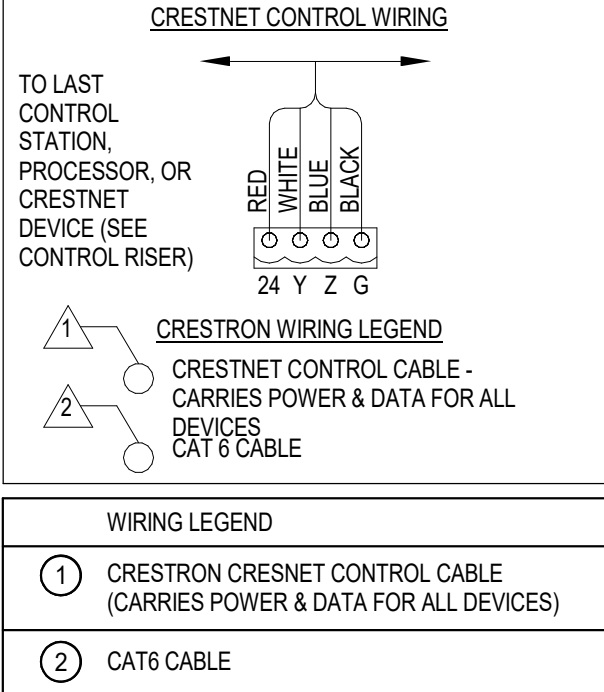 CRESTNET CONTROL WIRING
TO LAST
CONTROL
STATION,
PROCESSOR, OR
CRESTNET
DEVICE (SEE
CONTROL RISER)
RED
WHITE
BLUE
BLACK
24 Y Z G
CRESTRON WIRING LEGEND
1
CRESTNET CONTROL CABLE -
CARRIES POWER & DATA FOR ALL
DEVICES
2
CAT 6 CABLE
WIRING LEGEND
1 CRESTRON CRESNET CONTROL CABLE
(CARRIES POWER & DATA FOR ALL DEVICES)
2 CAT6 CABLE